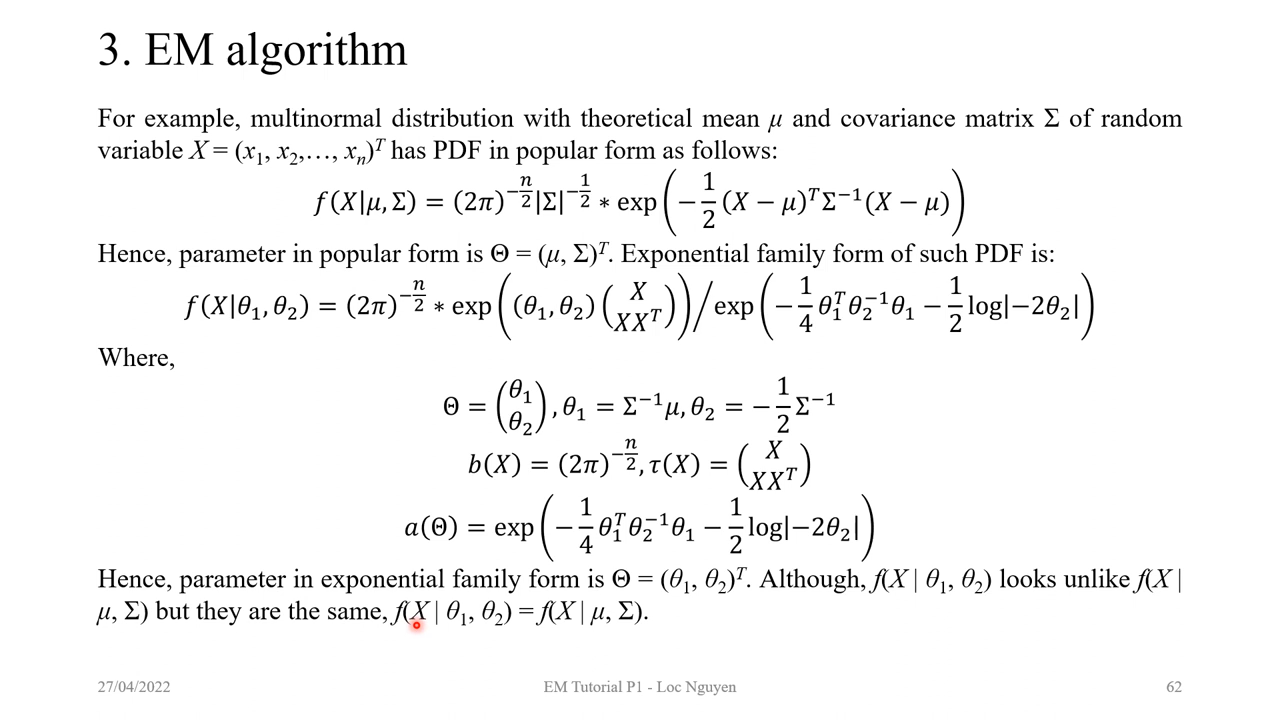 3. EM algorithm
For example, multinormal distribution with theoretical mean μ and covariance matrix Σ of random
variable X = (x₁, x₂,…, xₙ)ᵀ has PDF in popular form as follows:
f(X|μ, Σ) = (2π)^(−n/2) |Σ|^(−1/2) ∗ exp(−1/2 (X − μ)ᵀ Σ⁻¹ (X − μ))
Hence, parameter in popular form is Θ = (μ, Σ)ᵀ. Exponential family form of such PDF is:
f(X|θ₁, θ₂) = (2π)^(−n/2) ∗ exp((θ₁, θ₂) (X XXᵀ)) / exp(−1/4 θ₁ᵀ θ₂⁻¹ θ₁ − 1/2 log|−2θ₂|)
Where,
Θ = (θ₁ θ₂), θ₁ = Σ⁻¹μ, θ₂ = −1/2 Σ⁻¹
b(X) = (2π)^(−n/2), τ(X) = (X XXᵀ)
a(Θ) = exp(−1/4 θ₁ᵀ θ₂⁻¹ θ₁ − 1/2 log|−2θ₂|)
Hence, parameter in exponential family form is Θ = (θ₁, θ₂)ᵀ. Although, f(X | θ₁, θ₂) looks unlike f(X |
μ, Σ) but they are the same, f(X | θ₁, θ₂) = f(X | μ, Σ).
27/04/2022
EM Tutorial P1 - Loc Nguyen
62